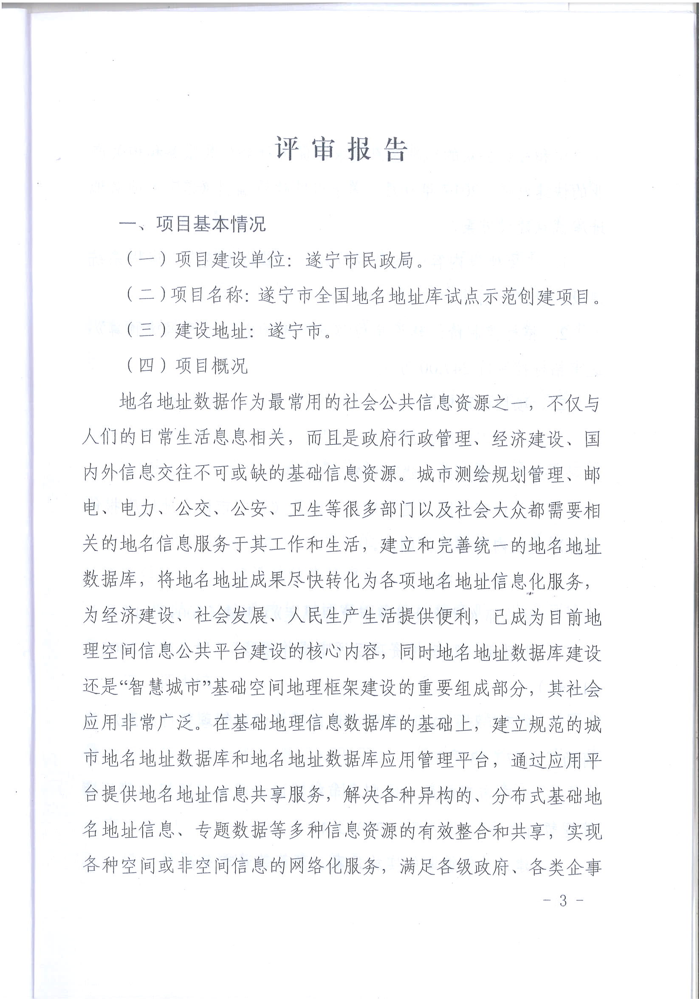 评审报告
一、项目基本情况
（一）项目建设单位：遂宁市民政局。
（二）项目名称：遂宁市全国地名地址库试点示范创建项目。
（三）建设地址：遂宁市。
（四）项目概况
地名地址数据作为最常用的社会公共信息资源之一，不仅与
人们的日常生活息息相关，而且是政府行政管理、经济建设、国
内外信息交往不可或缺的基础信息资源。城市测绘规划管理、邮
电、电力、公交、公安、卫生等很多部门以及社会大众都需要相
关的地名信息服务于其工作和生活，建立和完善统一的地名地址
数据库，将地名地址成果尽快转化为各项地名地址信息化服务，
为经济建设、社会发展、人民生产生活提供便利，已成为目前地
理空间信息公共平台建设的核心内容，同时地名地址数据库建设
还是“智慧城市”基础空间地理框架建设的重要组成部分，其社会
应用非常广泛。在基础地理信息数据库的基础上，建立规范的城
市地名地址数据库和地名地址数据库应用管理平台，通过应用平
台提供地名地址信息共享服务，解决各种异构的、分布式基础地
名地址信息、专题数据等多种信息资源的有效整合和共享，实现
各种空间或非空间信息的网络化服务，满足各级政府、各类企事
- 3 -